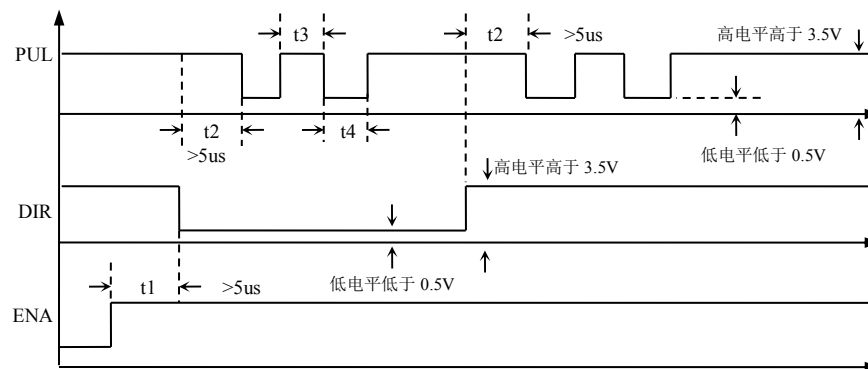 t3
t2
>5us
高电平高于 3.5V
PUL
t2
t4
>5us
低电平低于 0.5V
高电平高于 3.5V
DIR
低电平低于 0.5V
t1
>5us
ENA